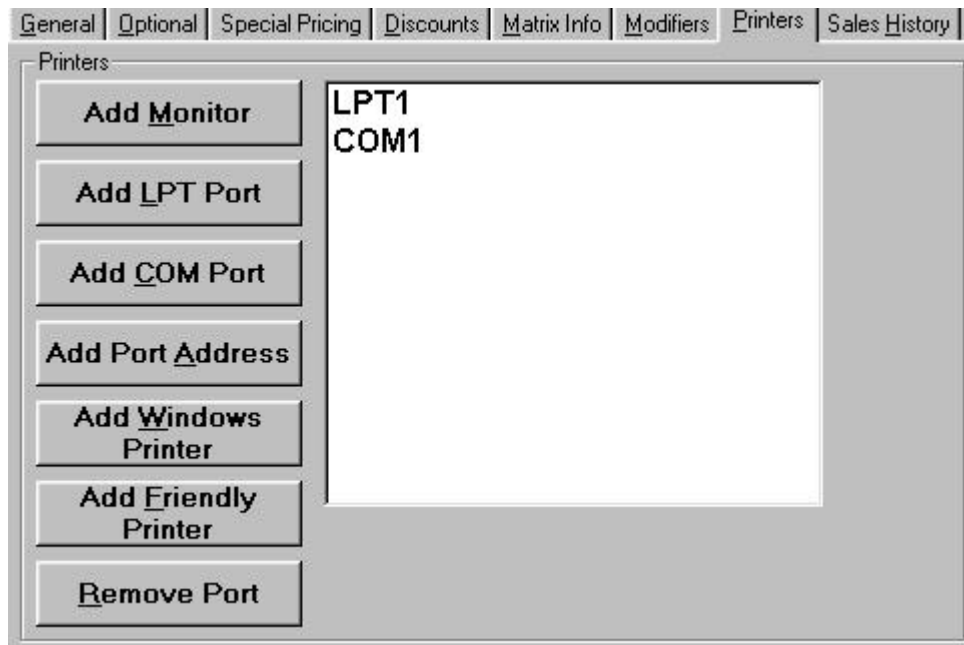 General Optional Special Pricing Discounts Matrix Info Modifiers Printers Sales History
Printers
Add Monitor
LPT1
COM1
Add LPT Port
Add COM Port
Add Port Address
Add Windows
Printer
Add Friendly
Printer
Remove Port